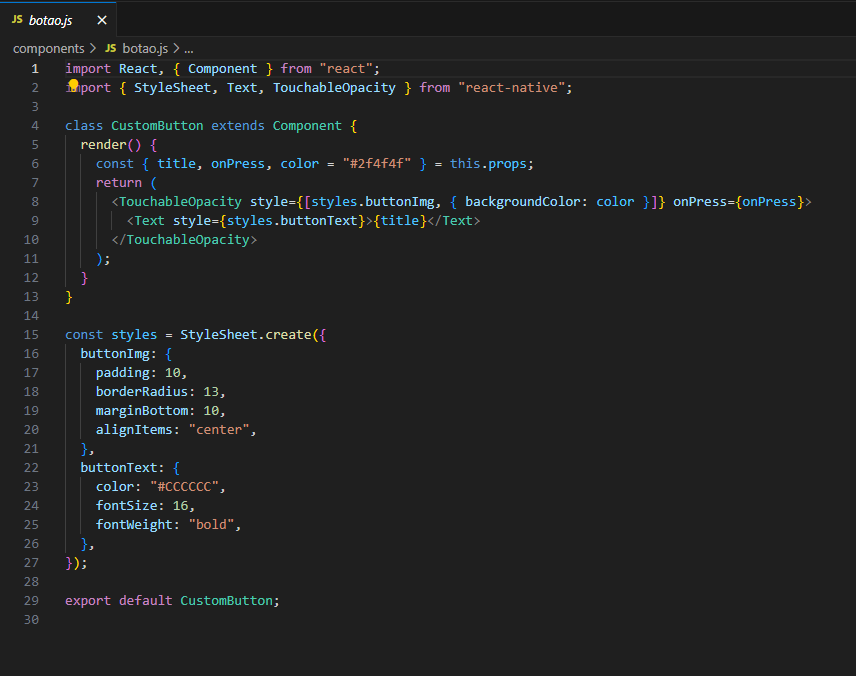 JS botao.js ×
components > JS botao.js > ...
1 import React, { Component } from "react";
2 import { StyleSheet, Text, TouchableOpacity } from "react-native";
3
4 class CustomButton extends Component {
5   render() {
6     const { title, onPress, color = "#2f4f4f" } = this.props;
7     return (
8       <TouchableOpacity style={[styles.buttonImg, { backgroundColor: color }]} onPress={onPress}>
9         <Text style={styles.buttonText}>{title}</Text>
10       </TouchableOpacity>
11     );
12   }
13 }
14
15 const styles = StyleSheet.create({
16   buttonImg: {
17     padding: 10,
18     borderRadius: 13,
19     marginBottom: 10,
20     alignItems: "center",
21   },
22   buttonText: {
23     color: "#CCCCCC",
24     fontSize: 16,
25     fontWeight: "bold",
26   },
27 });
28
29 export default CustomButton;
30